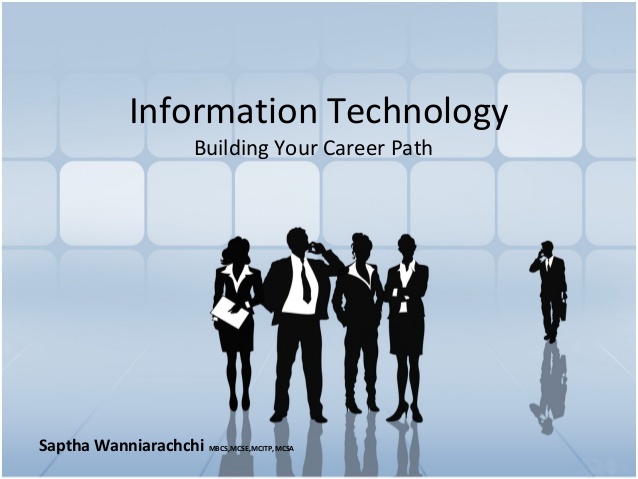 Information Technology
Building Your Career Path
Saptha Wanniarachchi MBCS,MCSE,MCITP,MCSA